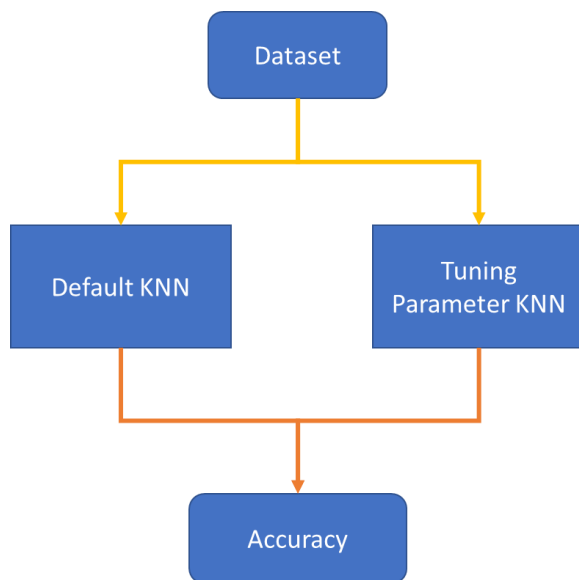 Dataset
Default KNN
Tuning
Parameter KNN
Accuracy